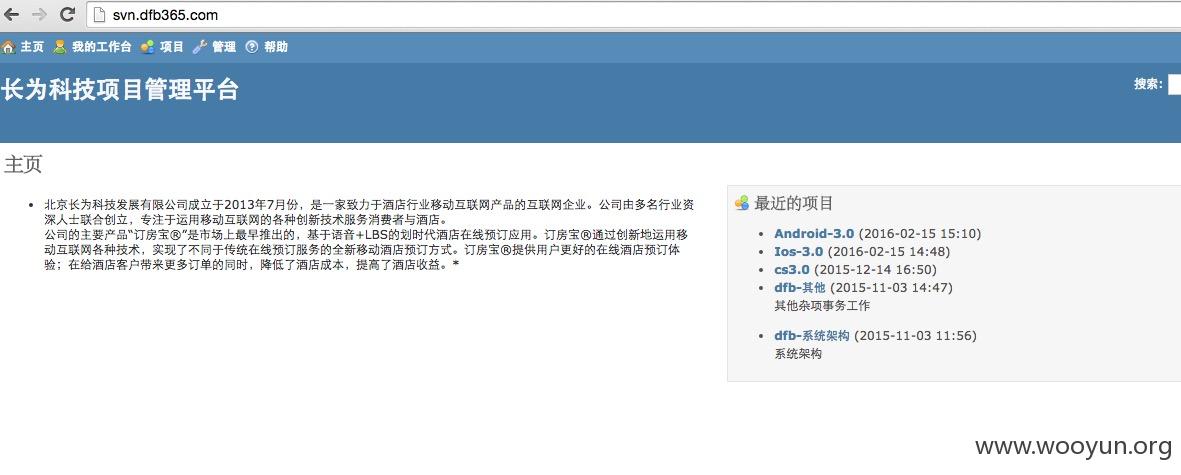 svn.dfb365.com
主页 我的工作台 项目 管理 帮助
长为科技项目管理平台
搜索:
主页
北京长为科技发展有限公司成立于2013年7月份，是一家致力于酒店行业移动互联网产品的互联网企业。公司由多名行业资
深人士联合创立，专注于运用移动互联网的各种创新技术服务消费者与酒店。
公司的主要产品“订房宝®”是市场上最早推出的，基于语音+LBS的划时代酒店在线预订应用。订房宝®通过创新地运用移
动互联网各种技术，实现了不同于传统在线预订服务的全新移动酒店预订方式。订房宝®提供用户更好的在线酒店预订体
验；在给酒店客户带来更多订单的同时，降低了酒店成本，提高了酒店收益。*
最近的项目
Android-3.0 (2016-02-15 15:10)
Ios-3.0 (2016-02-15 14:48)
cs3.0 (2015-12-14 16:50)
dfb-其他 (2015-11-03 14:47)
其他杂项事务工作
dfb-系统架构 (2015-11-03 11:56)
系统架构
www.wooyun.org